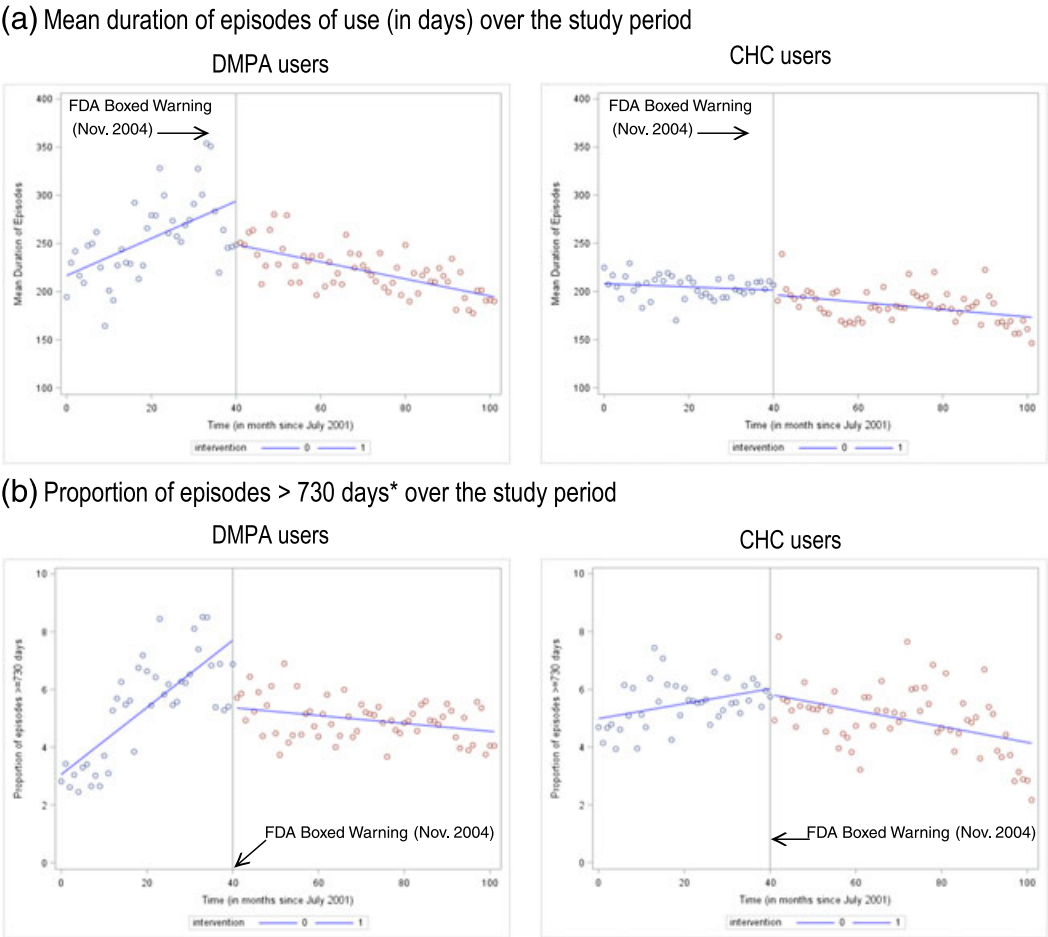 (a) Mean duration of episodes of use (in days) over the study period
DMPA users
CHC users
FDA Boxed Warning
(Nov. 2004)
Mean Duration of Episodes
400
350
300
250
200
150
100
0 20 40 60 80 100
Time (in month since July 2001)
intervention 0 1
FDA Boxed Warning
(Nov. 2004)
Mean Duration of Episodes
400
350
300
250
200
150
100
0 20 40 60 80 100
Time (in month since July 2001)
intervention 0 1
(b) Proportion of episodes > 730 days* over the study period
DMPA users
CHC users
Proportion of episodes >=730 days
10
8
6
4
2
0
FDA Boxed Warning (Nov. 2004)
0 20 40 60 80 100
Time (in months since July 2001)
intervention 0 1
Proportion of episodes >=730 days
10
8
6
4
2
0
FDA Boxed Warning (Nov. 2004)
0 20 40 60 80 100
Time (in months since July 2001)
intervention 0 1